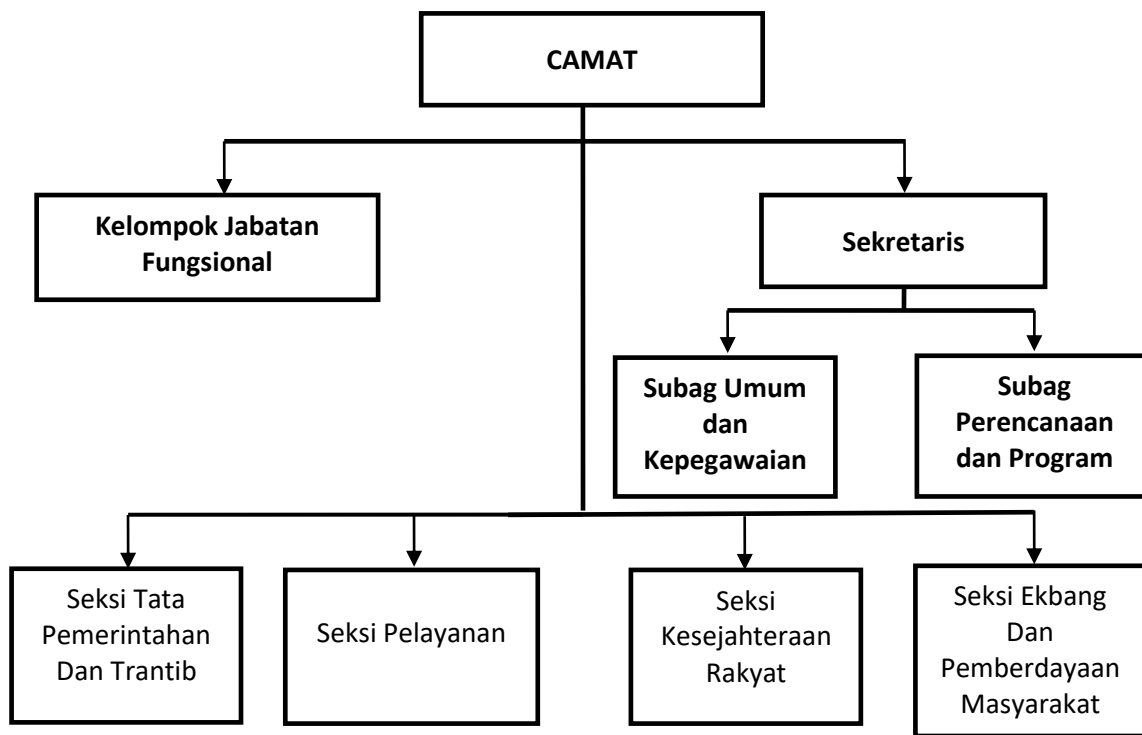 CAMAT
Kelompok Jabatan
Fungsional
Sekretaris
Subag Umum
dan
Kepegawaian
Subag
Perencanaan
dan Program
Seksi Tata
Pemerintahan
Dan Trantib
Seksi Pelayanan
Seksi
Kesejahteraan
Rakyat
Seksi Ekbang
Dan
Pemberdayaan
Masyarakat